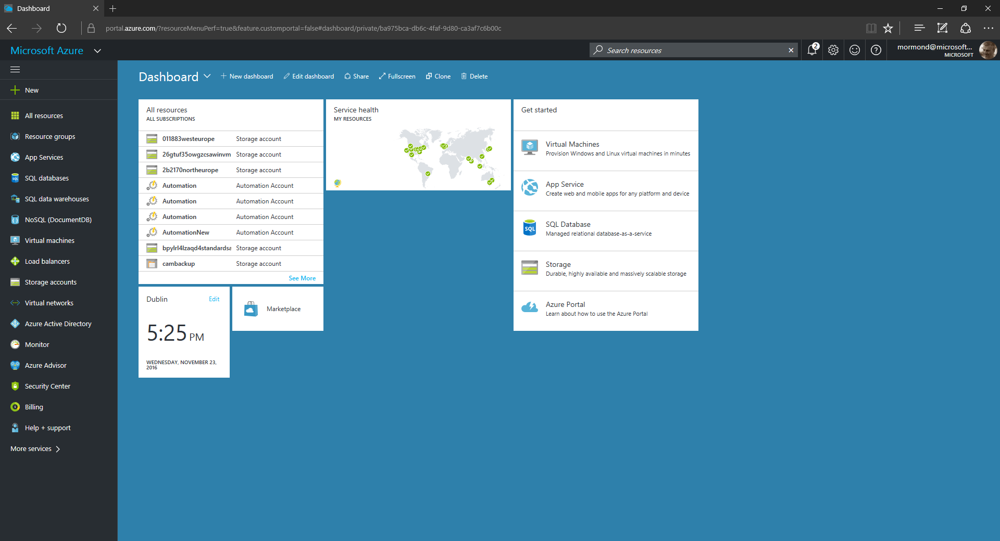 Dashboard
portal.azure.com/?resourceMenuPerf=true&feature.customportal=false#dashboard/private/ba975bca-db6c-4faf-9d80-ca3af7c6b00c
Microsoft Azure
Search resources
2
mormond@microsoft...
MICROSOFT
New
All resources
Resource groups
App Services
SQL databases
SQL data warehouses
NoSQL (DocumentDB)
Virtual machines
Load balancers
Storage accounts
Virtual networks
Azure Active Directory
Monitor
Azure Advisor
Security Center
Billing
Help + support
More services
Dashboard
New dashboard
Edit dashboard
Share
Fullscreen
Clone
Delete
All resources
ALL SUBSCRIPTIONS
011883westeurope Storage account
26gtuf35owgzcsawinvm Storage account
2b2170northeurope Storage account
Automation Automation Account
Automation Automation Account
Automation Automation Account
AutomationNew Automation Account
bpylrl4lzaqd4standardsa Storage account
cambackup Storage account
See More
Dublin Edit
5:25 PM
WEDNESDAY, NOVEMBER 23,
2016
Marketplace
Service health
MY RESOURCES
Get started
Virtual Machines
Provision Windows and Linux virtual machines in minutes
App Service
Create web and mobile apps for any platform and device
SQL
SQL Database
Managed relational database-as-a-service
Storage
Durable, highly available and massively scalable storage
Azure Portal
Learn about how to use the Azure Portal